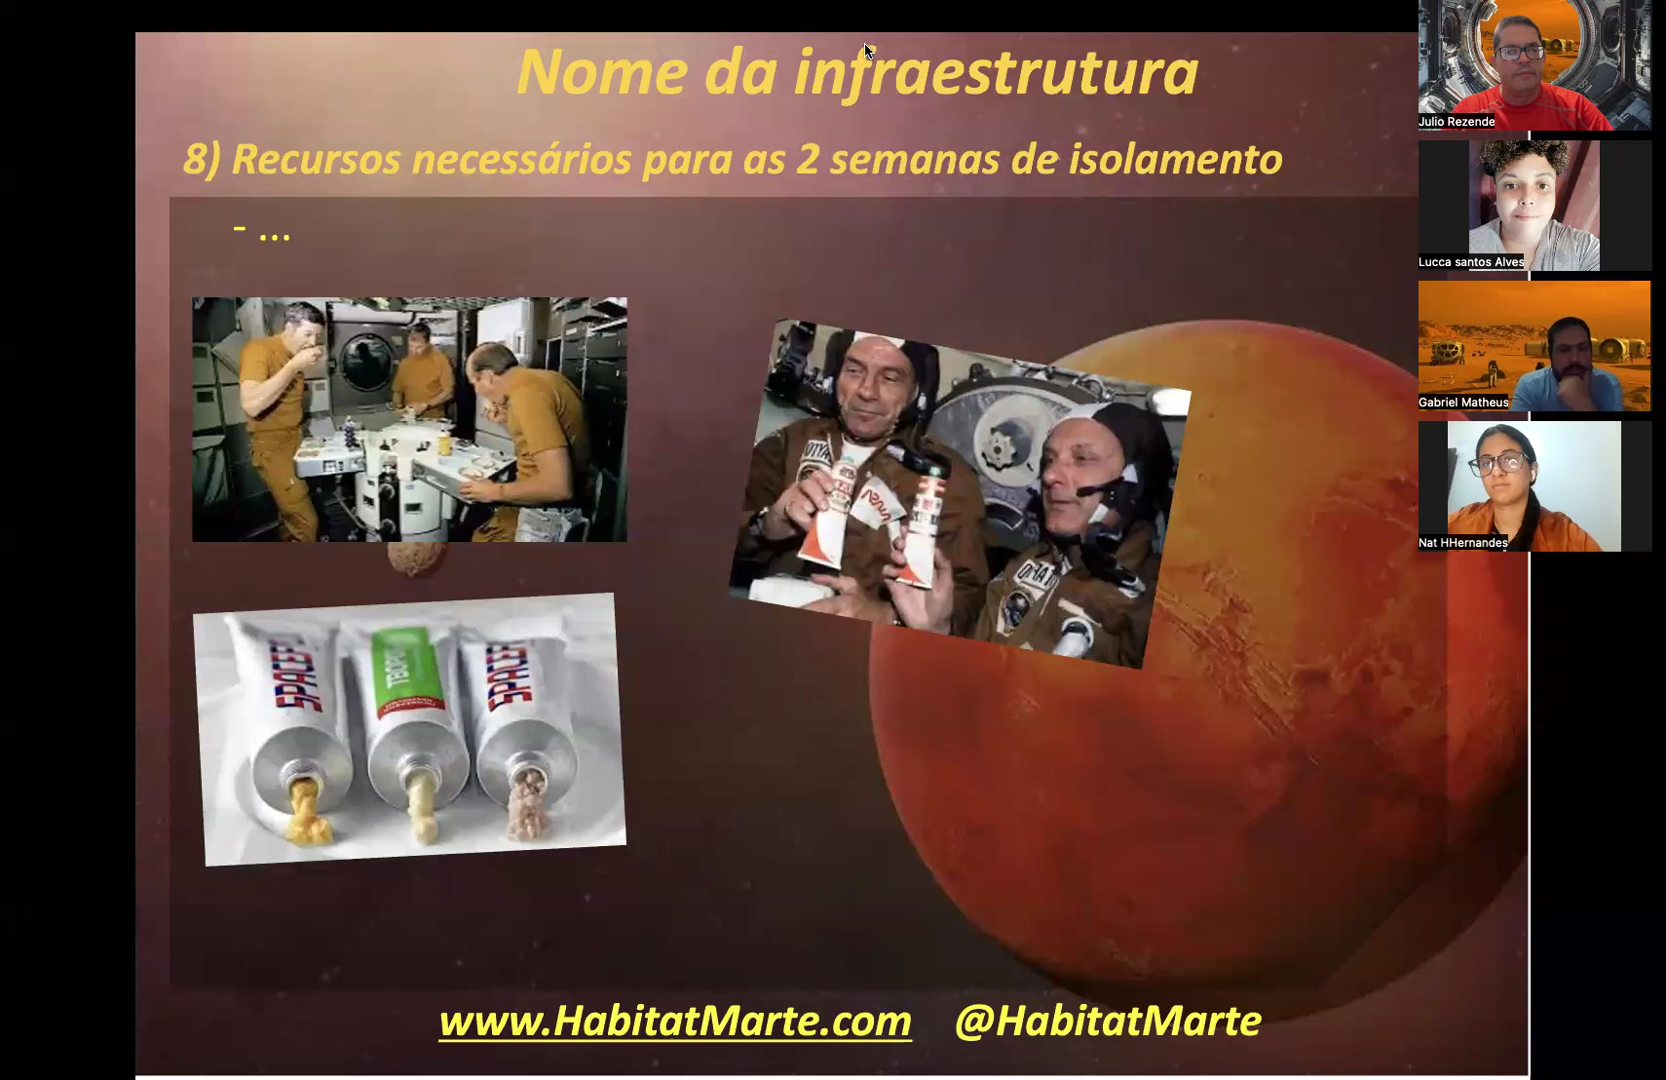 Nome da infraestrutura
8) Recursos necessários para as 2 semanas de isolamento
- ...
www.HabitatMarte.com @HabitatMarte
Julio Rezende
Lucca santos Alves
Gabriel Matheus
Nat HHernandes